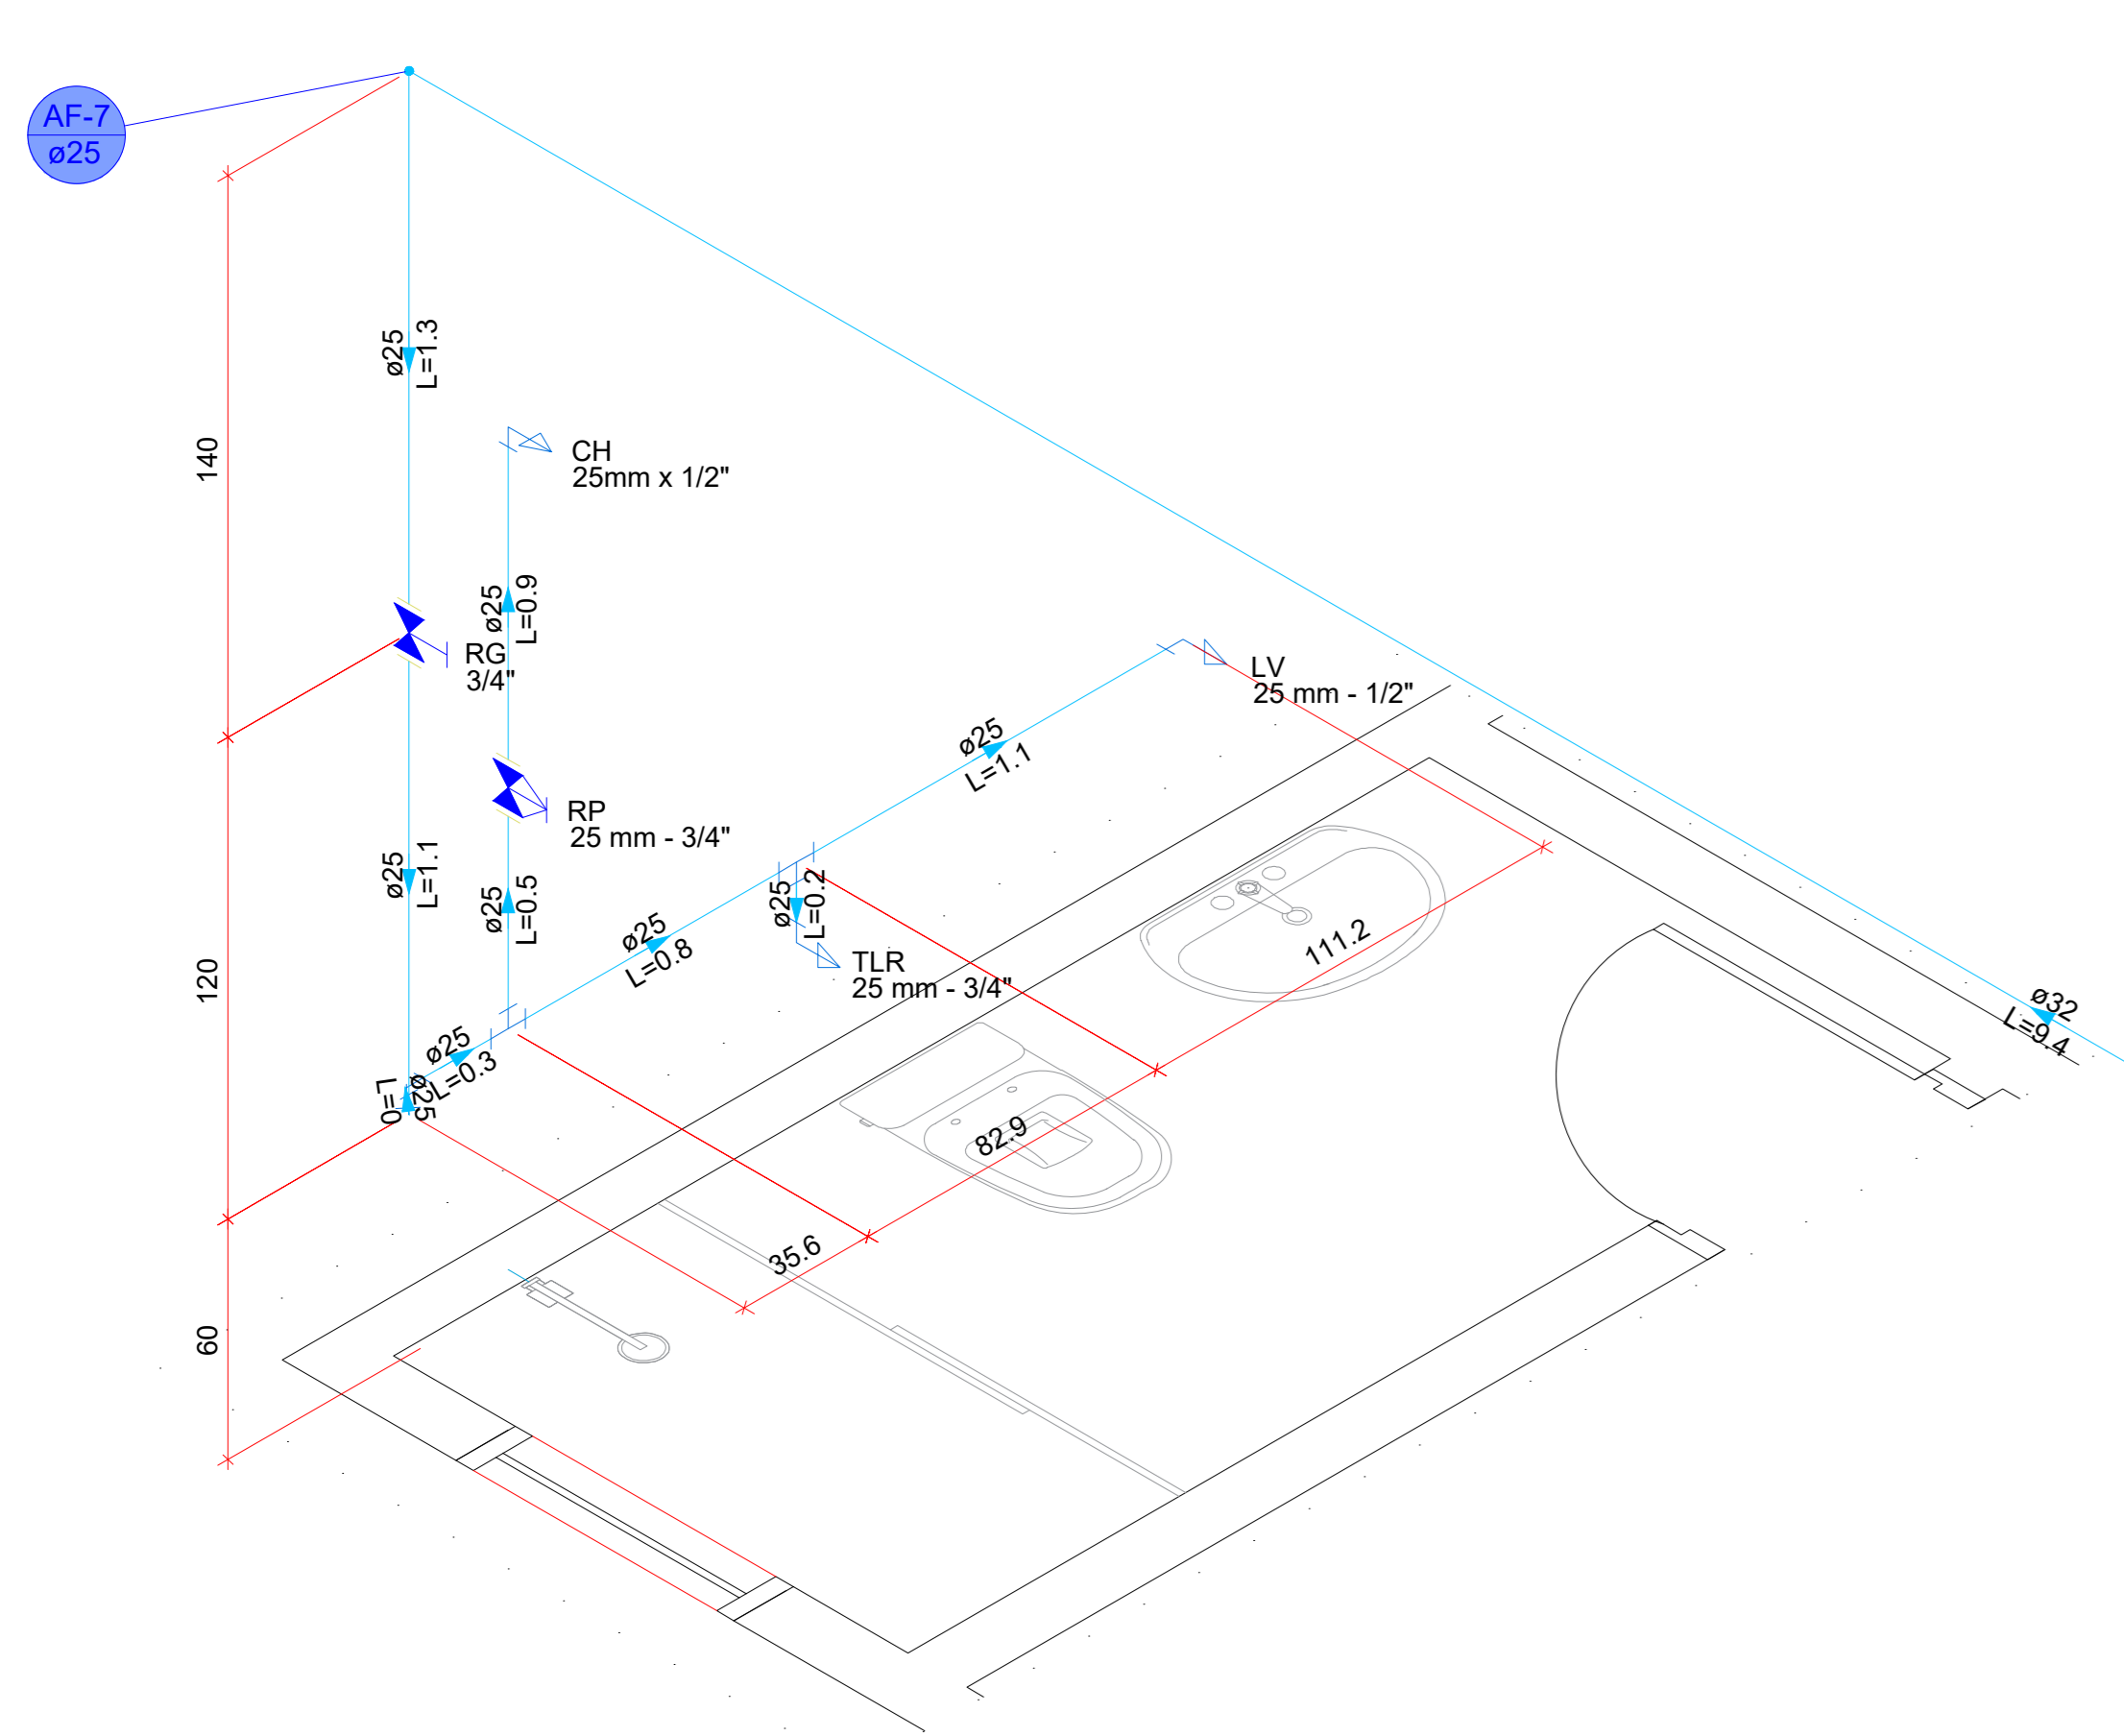 AF-7
ø25
ø25
L=1.3
140
CH
25mm x 1/2"
ø25
L=0.9
RG
3/4"
LV
25 mm - 1/2"
ø25
L=1.1
RP
25 mm - 3/4"
ø25
L=1.1
ø25
L=0.5
ø25
L=0.2
ø25
L=0.8
TLR
25 mm - 3/4"
111.2
120
ø32
L=9.4
ø25
L=0.3
L=0
ø25
82.9
35.6
60